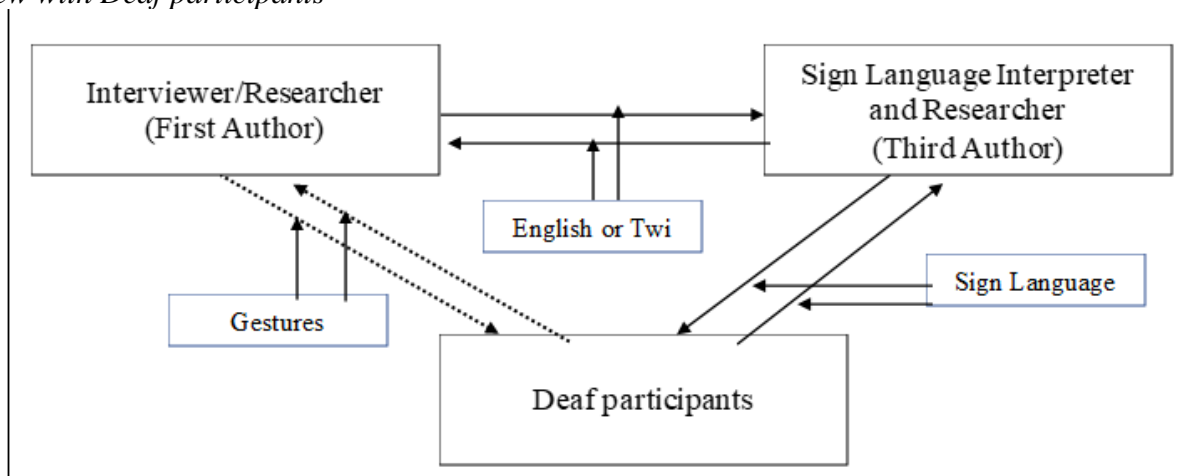 with Deaf participants
Interviewer/Researcher
(First Author)
Sign Language Interpreter
and Researcher
(Third Author)
English or Twi
Sign Language
Gestures
Deaf participants